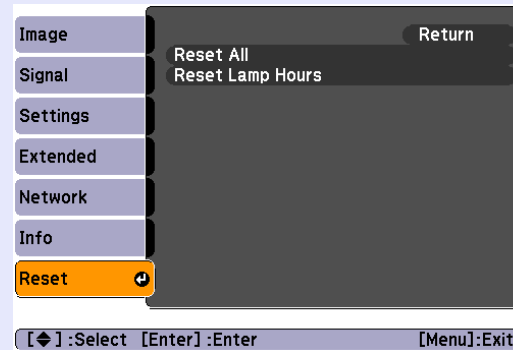 Image
Signal
Settings
Extended
Network
Info
Reset
Return
Reset All
Reset Lamp Hours
[◆] :Select [Enter] :Enter [Menu]:Exit